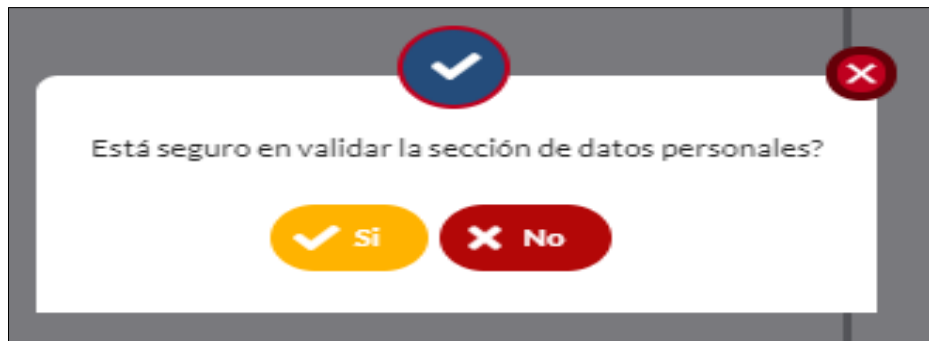 Está seguro en validar la sección de datos personales?
Si
No